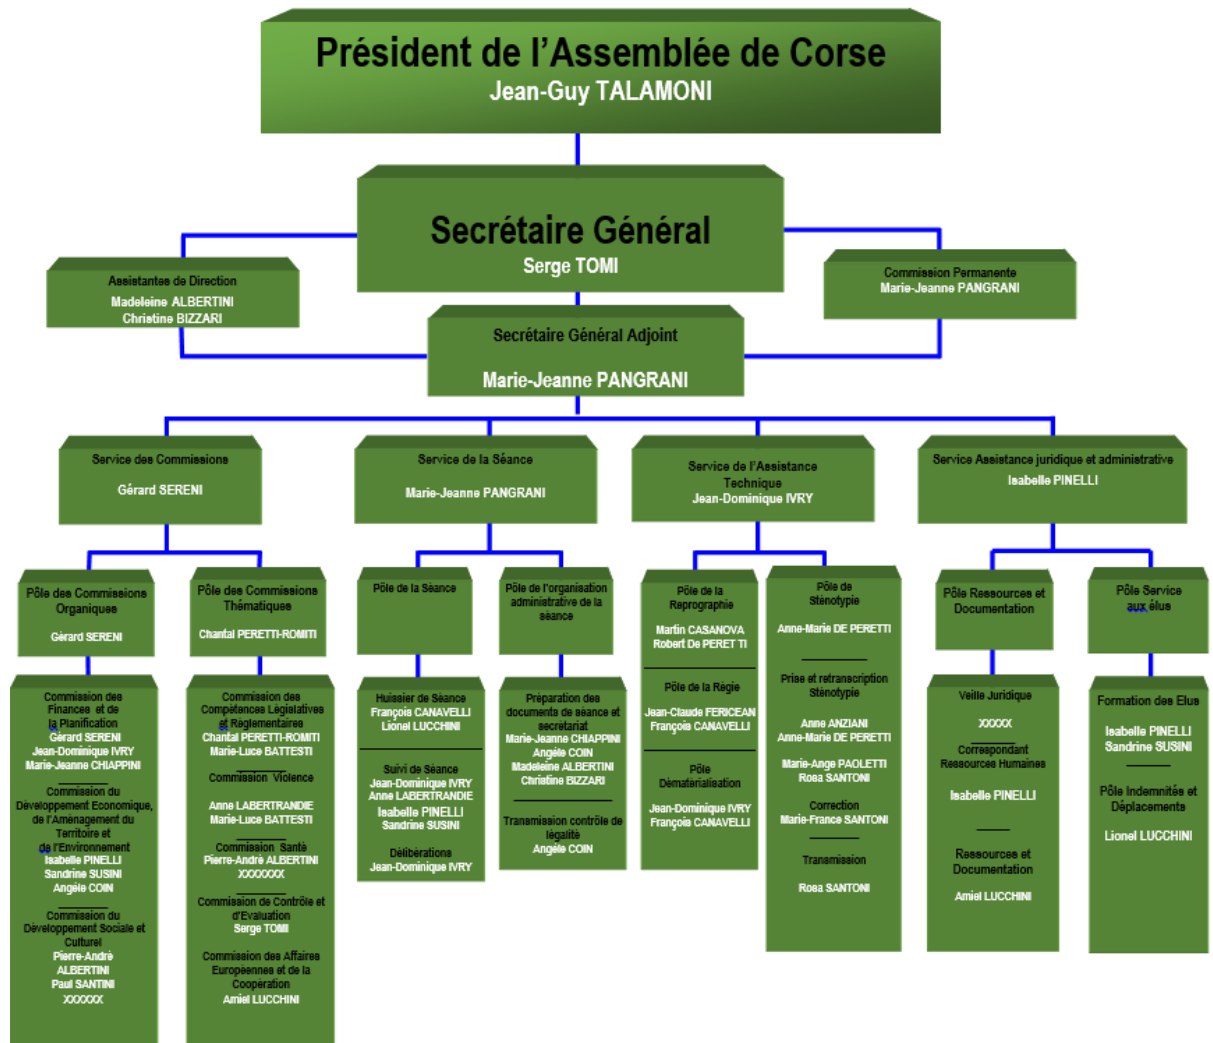 Président de l'Assemblée de Corse
Jean-Guy TALAMONI
Secrétaire Général
Serge TOMI
Assistantes de Direction
Madeleine ALBERTINI
Christine BIZZARI
Commission Permanente
Marie-Jeanne PANGRANI
Secrétaire Général Adjoint
Marie-Jeanne PANGRANI
Service des Commissions
Gérard SERENI
Service de la Séance
Marie-Jeanne PANGRANI
Service de l'Assistance
Technique
Jean-Dominique IVRY
Service Assistance juridique et administrative
Isabelle PINELLI
Pôle des Commissions
Organiques
Gérard SERENI
Pôle des Commissions
Thématiques
Chantal PERETTI-ROMITI
Pôle de la Séance
Pôle de l'organisation
administrative de la
séance
Pôle de la
Reprographie
Martin CASANOVA
Robert De PERET TI
Pôle de la Régie
Jean-Claude FERICEAN
François CANAVELLI
Pôle
Dématérialisation
Jean-Dominique IVRY
François CANAVELLI
Pôle de
Sténotypie
Anne-Marie DE PERETTI
Prise et retranscription
Sténotypie
Anne ANZIANI
Anne-Marie DE PERETTI
Marie-Ange PAOLETTI
Rosa SANTONI
Correction
Marie-France SANTONI
Transmission
Rosa SANTONI
Pôle Ressources et
Documentation
Pôle Service
aux élus
Commission des
Finances et de
la Planification
Gérard SERENI
Jean-Dominique IVRY
Marie-Jeanne CHIAPPINI
Commission du
Développement Economique,
de l'Aménagement du
Territoire et
de l'Environnement
Isabelle PINELLI
Sandrine SUSINI
Angèle COIN
Commission du
Développement Sociale et
Culturel
Pierre-André
ALBERTINI
Paul SANTINI
XXXXXX
Commission des
Compétences Législatives
et Règlementaires
Chantal PERETTI-ROMITI
Marie-Luce BATTESTI
Commission Violence
Anne LABERTRANDIE
Marie-Luce BATTESTI
Commission Santé
Pierre-André ALBERTINI
XXXXXXX
Commission de Contrôle et
d'Evaluation
Serge TOMI
Commission des Affaires
Européennes et de la
Coopération
Amiel LUCCHINI
Huissier de Séance
François CANAVELLI
Lionel LUCCHINI
Suivi de Séance
Jean-Dominique IVRY
Anne LABERTRANDIE
Isabelle PINELLI
Sandrine SUSINI
Délibérations
Jean-Dominique IVRY
Préparation des
documents de séance et
secrétariat
Marie-Jeanne CHIAPPINI
Angèle COIN
Madeleine ALBERTINI
Christine BIZZARI
Transmission contrôle de
légalité
Angèle COIN
Veille Juridique
XXXXX
Correspondant
Ressources Humaines
Isabelle PINELLI
Ressources et
Documentation
Amiel LUCCHINI
Formation des Elus
Isabelle PINELLI
Sandrine SUSINI
Pôle Indemnités et
Déplacements
Lionel LUCCHINI